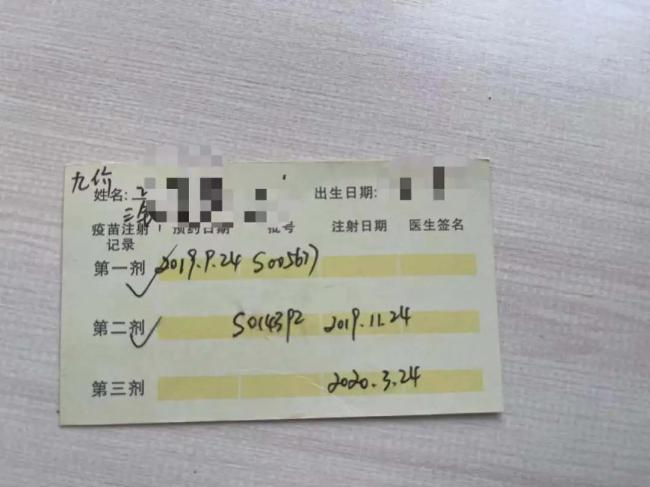 九价
姓名: 出生日期:
疫苗注射 预约日期 批号 注射日期 医生签名
记录
第一剂 2019.9.24 S005677
第二剂 S014392 2019.11.24
第三剂 2020.3.24